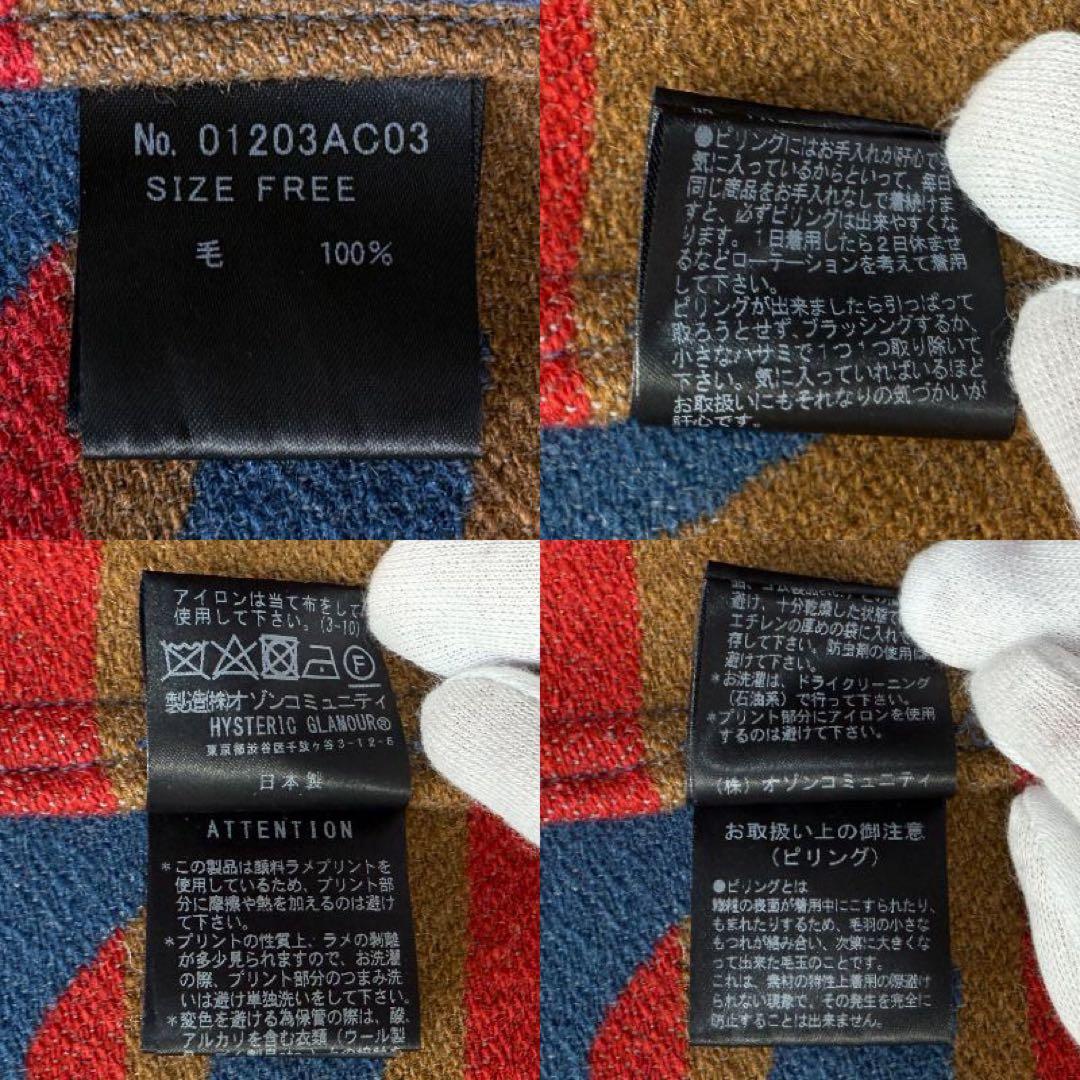 No. 01203AC03
SIZE FREE
毛 100%
●ピリングにはお手入れが肝心で
気に入っているからといって、毎日
同じ商品をお手入れなしで着続けま
すと、必ずピリングは出来やすくな
ります。1日着用したら2日休ませ
るなどローテーションを考えて着用
して下さい。
ピリングが出来ましたら引っぱって
取ろうとせず、ブラッシングするか、
小さなハサミで1つ1つ取り除いて
下さい。気に入っていればいるほど
お取扱いにもそれなりの気づかいが
肝心です。
アイロンは当て布をして
使用して下さい。(3-10)
F
製造(株)オゾンコミュニティ
HYSTERIC GLAMOUR®
東京都渋谷区千駄ヶ谷3-12-6
日本製
ATTENTION
*この製品は顔料ラメプリントを
使用しているため、プリント部
分に摩擦や熱を加えるのは避け
て下さい。
*プリントの性質上、ラメの剥離
が多少見られますので、お洗濯
の際、プリント部分のつまみ洗
いは避け単独洗いをして下さい。
*変色を避ける為保管の際は、酸、
アルカリを含む衣類(ウール製
避け、十分乾燥した状態で
エチレンの厚めの袋に入れ
存して下さい。防虫剤の使用は
避けて下さい。
*お洗濯は、ドライクリーニング
(石油系)で行って下さい。
*プリント部分にアイロンを使用
するのは避けて下さい。
(株)オゾンコミュニティ
お取扱い上の御注意
(ピリング)
●ピリングとは
の表面が着用中にこすられたり、
もまれたりするため、毛羽の小さな
もつれが絡み合い、次第に大きくな
って出来た毛玉のことです。
これは、素材の特性上着用の際避け
られない現象で、その発生を完全に
防止することは出来ません。